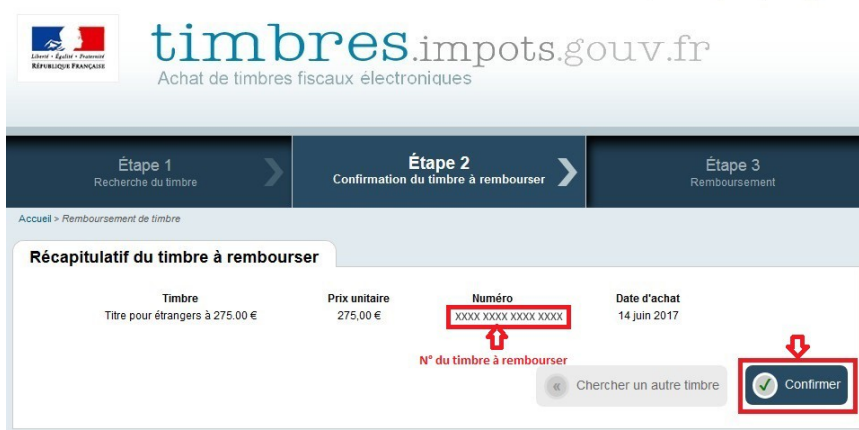 Liberté • Égalité • Fraternité
RÉPUBLIQUE FRANÇAISE
timbres.impots.gouv.fr
Achat de timbres fiscaux électroniques
Étape 1
Recherche du timbre
Étape 2
Confirmation du timbre à rembourser
Étape 3
Remboursement
Accueil > Remboursement de timbre
Récapitulatif du timbre à rembourser
Timbre Prix unitaire Numéro Date d'achat
Titre pour étrangers à 275.00 € 275,00 € XXXX XXXX XXXX XXXX 14 juin 2017
N° du timbre à rembourser
Chercher un autre timbre
Confirmer